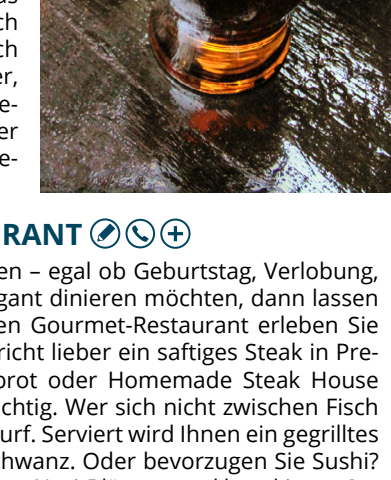 as
ch
ch
er,
e-
er
e-
RANT
en – egal ob Geburtstag, Verlobung,
gant dinieren möchten, dann lassen
en Gourmet-Restaurant erleben Sie
richt lieber ein saftiges Steak in Pre-
brot oder Homemade Steak House
chtig. Wer sich nicht zwischen Fisch
urf. Serviert wird Ihnen ein gegrilltes
chwanz. Oder bevorzugen Sie Sushi?